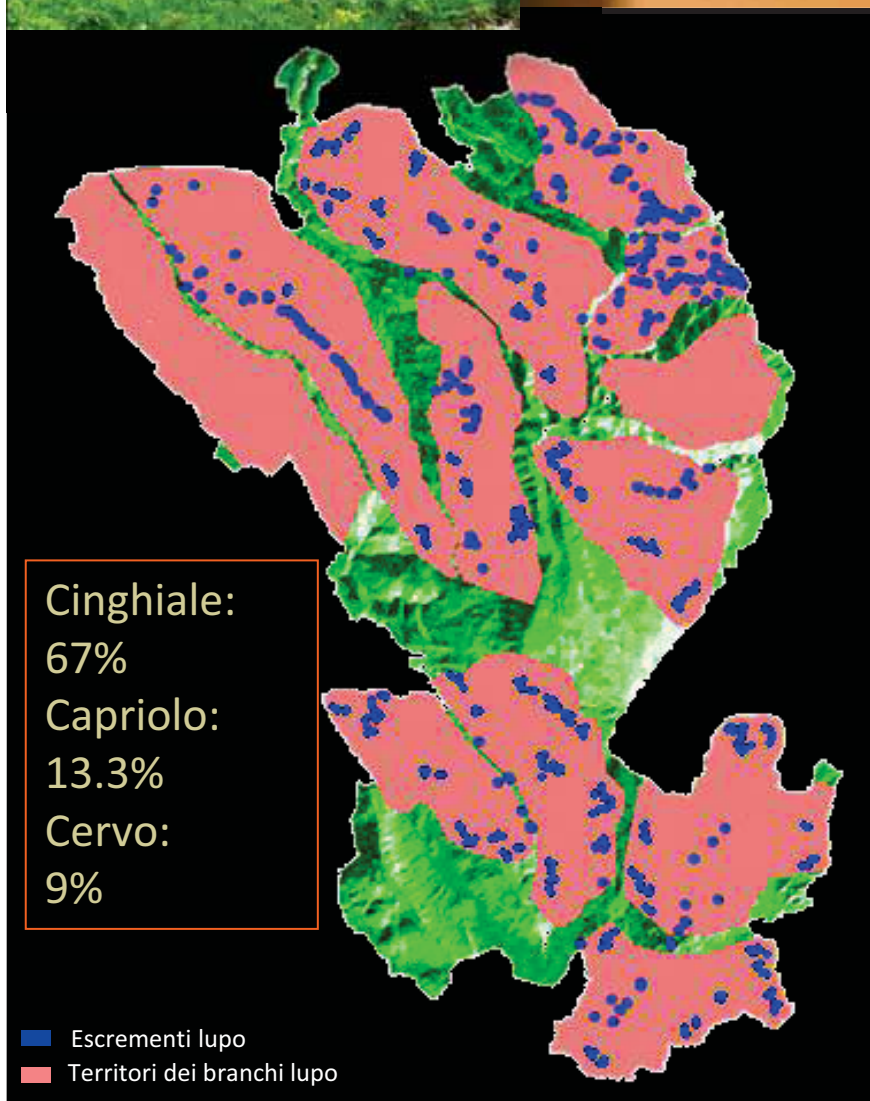 Cinghiale:
67%
Capriolo:
13.3%
Cervo:
9%
Escrementi lupo
Territori dei branchi lupo